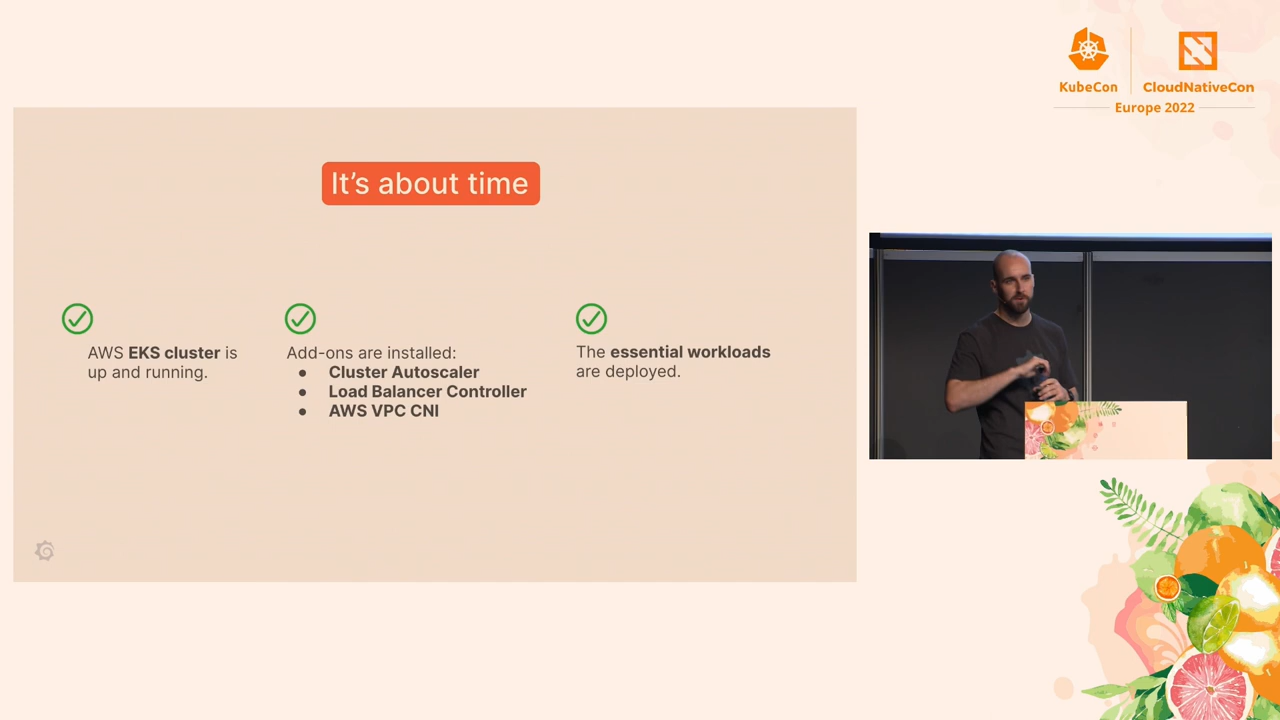 KubeCon
CloudNativeCon
Europe 2022
It's about time
AWS EKS cluster is
up and running.
Add-ons are installed:
● Cluster Autoscaler
● Load Balancer Controller
● AWS VPC CNI
The essential workloads
are deployed.